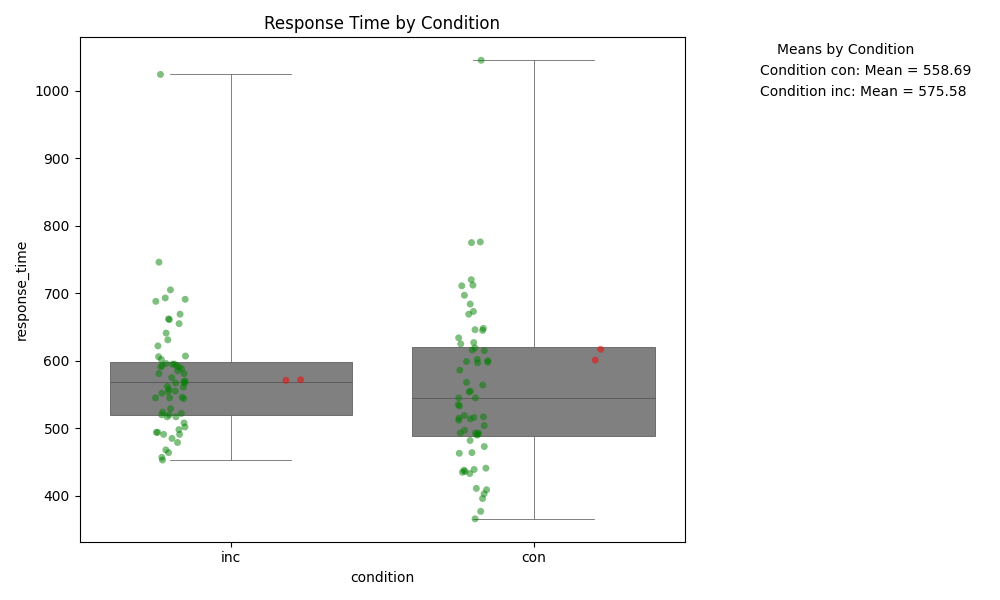 Response Time by Condition
Means by Condition
Condition con: Mean = 558.69
Condition inc: Mean = 575.58
1000
900
800
700
600
500
400
response_time
inc
con
condition